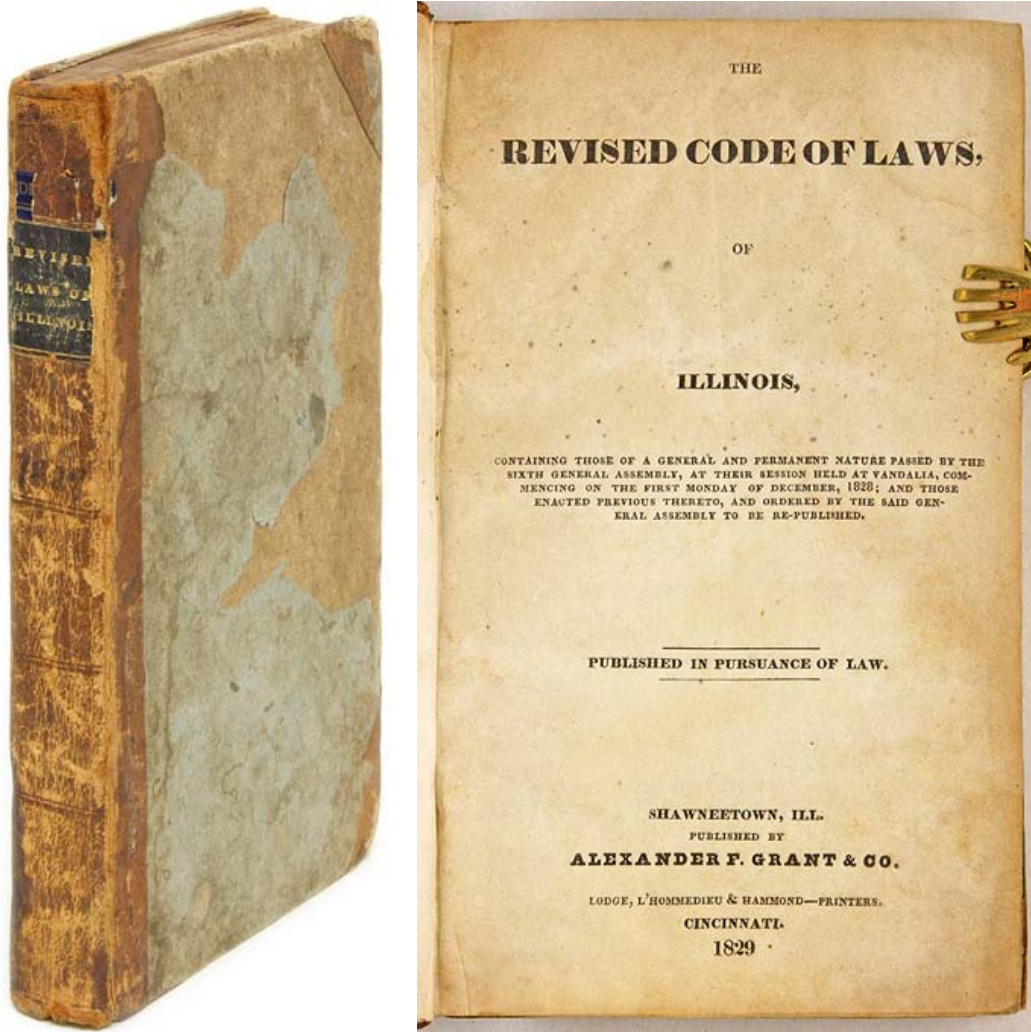 REVISED
LAWS OF
ILLINOIS
THE
REVISED CODE OF LAWS,
OF
ILLINOIS,
CONTAINING THOSE OF A GENERAL AND PERMANENT NATURE PASSED BY THE
SIXTH GENERAL ASSEMBLY, AT THEIR SESSION HELD AT VANDALIA, COM-
MENCING ON THE FIRST MONDAY OF DECEMBER, 1828; AND THOSE
ENACTED PREVIOUS THERETO, AND ORDERED BY THE SAID GEN-
ERAL ASSEMBLY TO BE RE-PUBLISHED.
PUBLISHED IN PURSUANCE OF LAW.
SHAWNEETOWN, ILL.
PUBLISHED BY
ALEXANDER F. GRANT & CO.
LODGE, L'HOMMEDIEU & HAMMOND—PRINTERS.
CINCINNATI.
1829